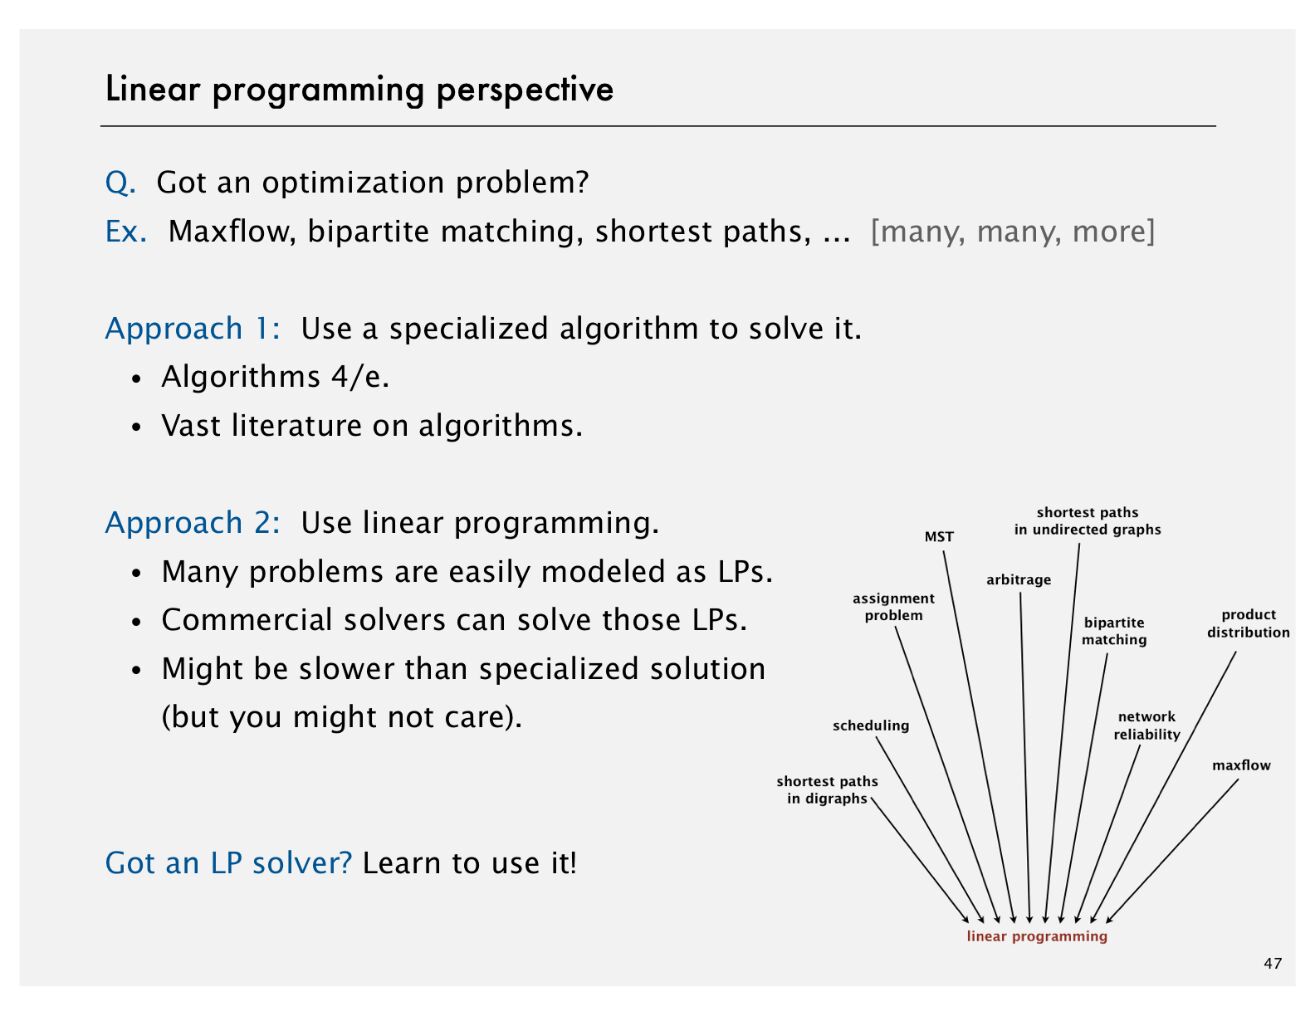 Linear programming perspective
Q. Got an optimization problem?
Ex. Maxflow, bipartite matching, shortest paths, … [many, many, more]
Approach 1: Use a specialized algorithm to solve it.
• Algorithms 4/e.
• Vast literature on algorithms.
Approach 2: Use linear programming.
• Many problems are easily modeled as LPs.
• Commercial solvers can solve those LPs.
• Might be slower than specialized solution
(but you might not care).
Got an LP solver? Learn to use it!
shortest paths
in undirected graphs
MST
arbitrage
assignment
problem
bipartite
matching
product
distribution
scheduling
network
reliability
maxflow
shortest paths
in digraphs
linear programming
47